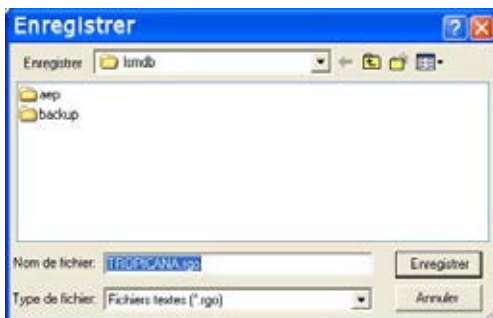 Enregistrer
Enregistrer lsmdb
aep
backup
Nom de fichier: TROPICANA.rgo Enregistrer
Type de fichier: Fichiers textes (*.rgo) Annuler